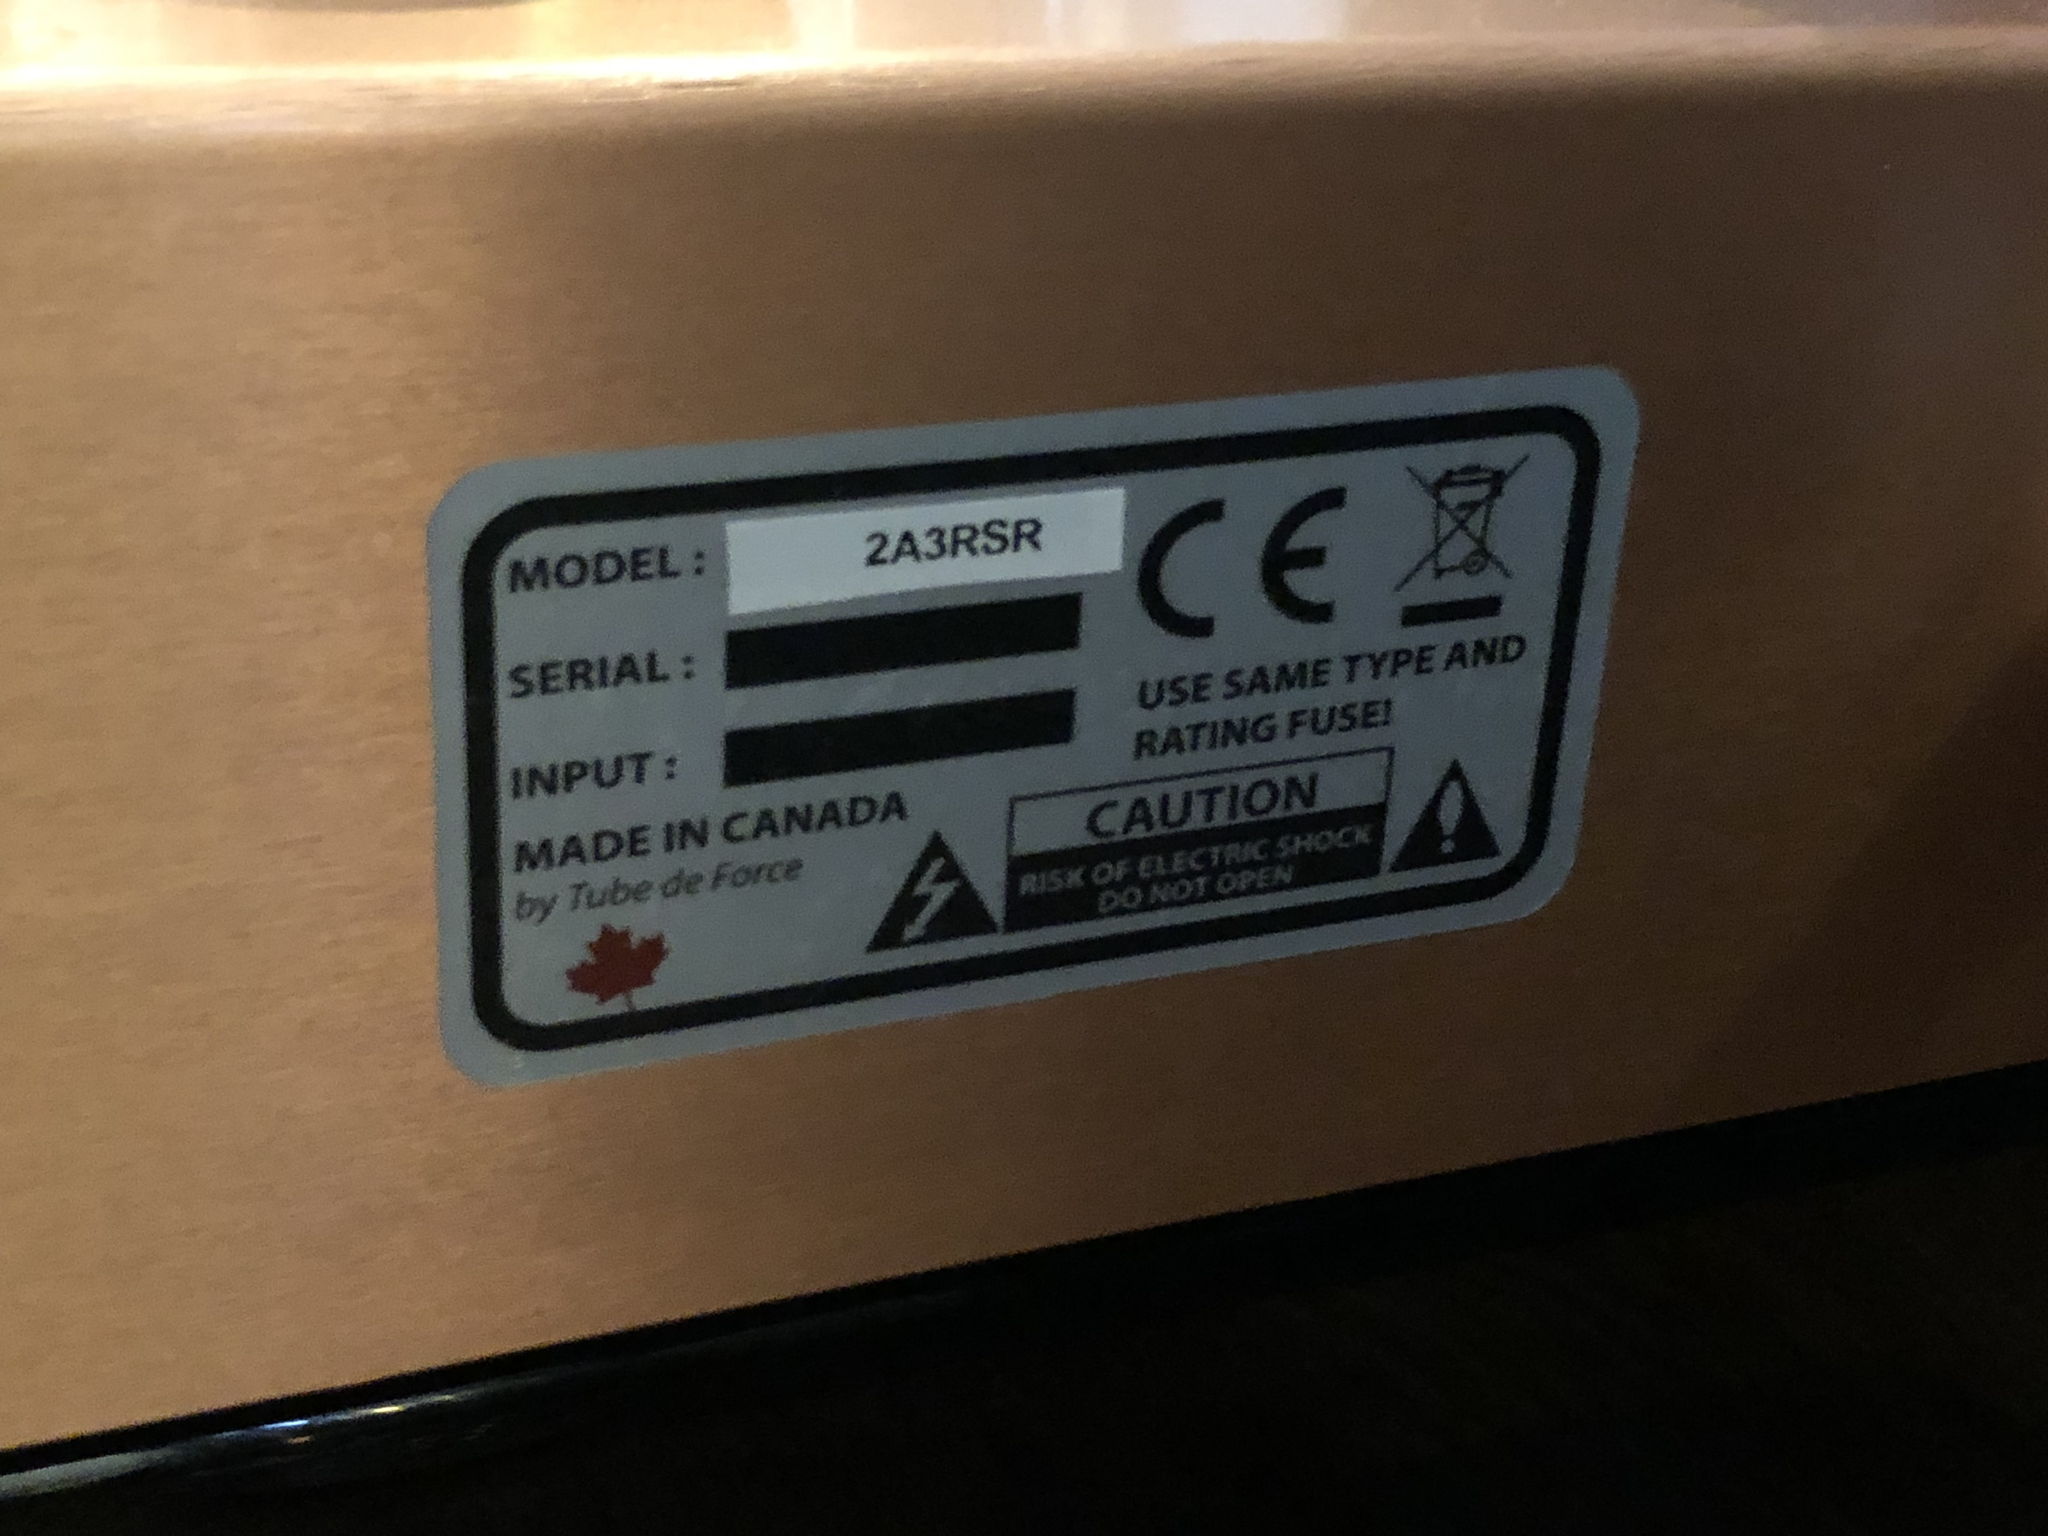 MODEL : 2A3RSR
SERIAL :
INPUT :
MADE IN CANADA
by Tube de Force
CE
USE SAME TYPE AND
RATING FUSE!
CAUTION
RISK OF ELECTRIC SHOCK
DO NOT OPEN